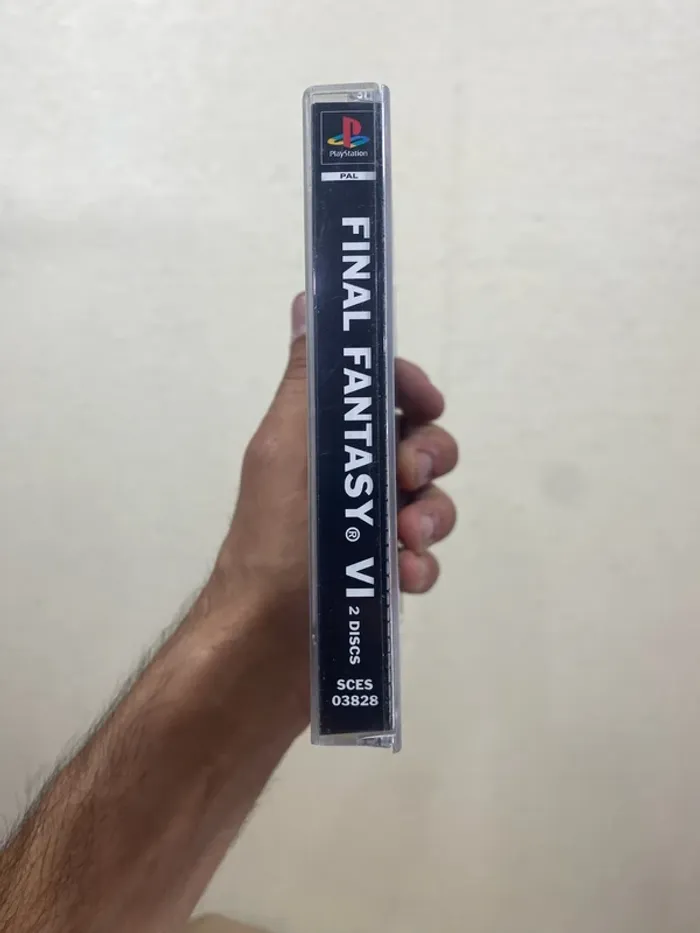 PlayStation
PAL
FINAL FANTASY® VI 2 DISCS
SCES
03828